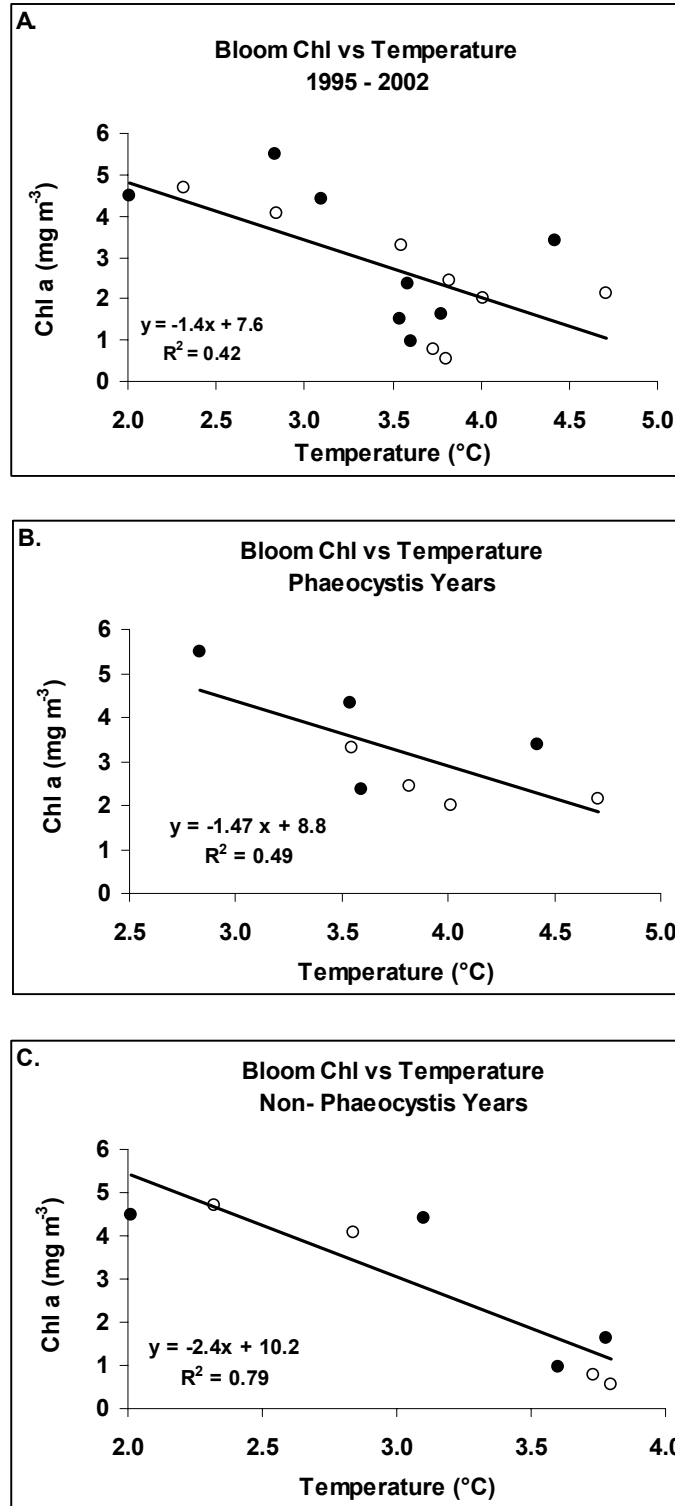 A.
Bloom Chl vs Temperature
1995 - 2002
Chl a (mg m⁻³)
6
5
4
3
2
1
0
y = -1.4x + 7.6
R² = 0.42
2.0 2.5 3.0 3.5 4.0 4.5 5.0
Temperature (°C)
B.
Bloom Chl vs Temperature
Phaeocystis Years
Chl a (mg m⁻³)
6
5
4
3
2
1
0
y = -1.47 x + 8.8
R² = 0.49
2.5 3.0 3.5 4.0 4.5 5.0
Temperature (°C)
C.
Bloom Chl vs Temperature
Non- Phaeocystis Years
Chl a (mg m⁻³)
6
5
4
3
2
1
0
y = -2.4x + 10.2
R² = 0.79
2.0 2.5 3.0 3.5 4.0
Temperature (°C)